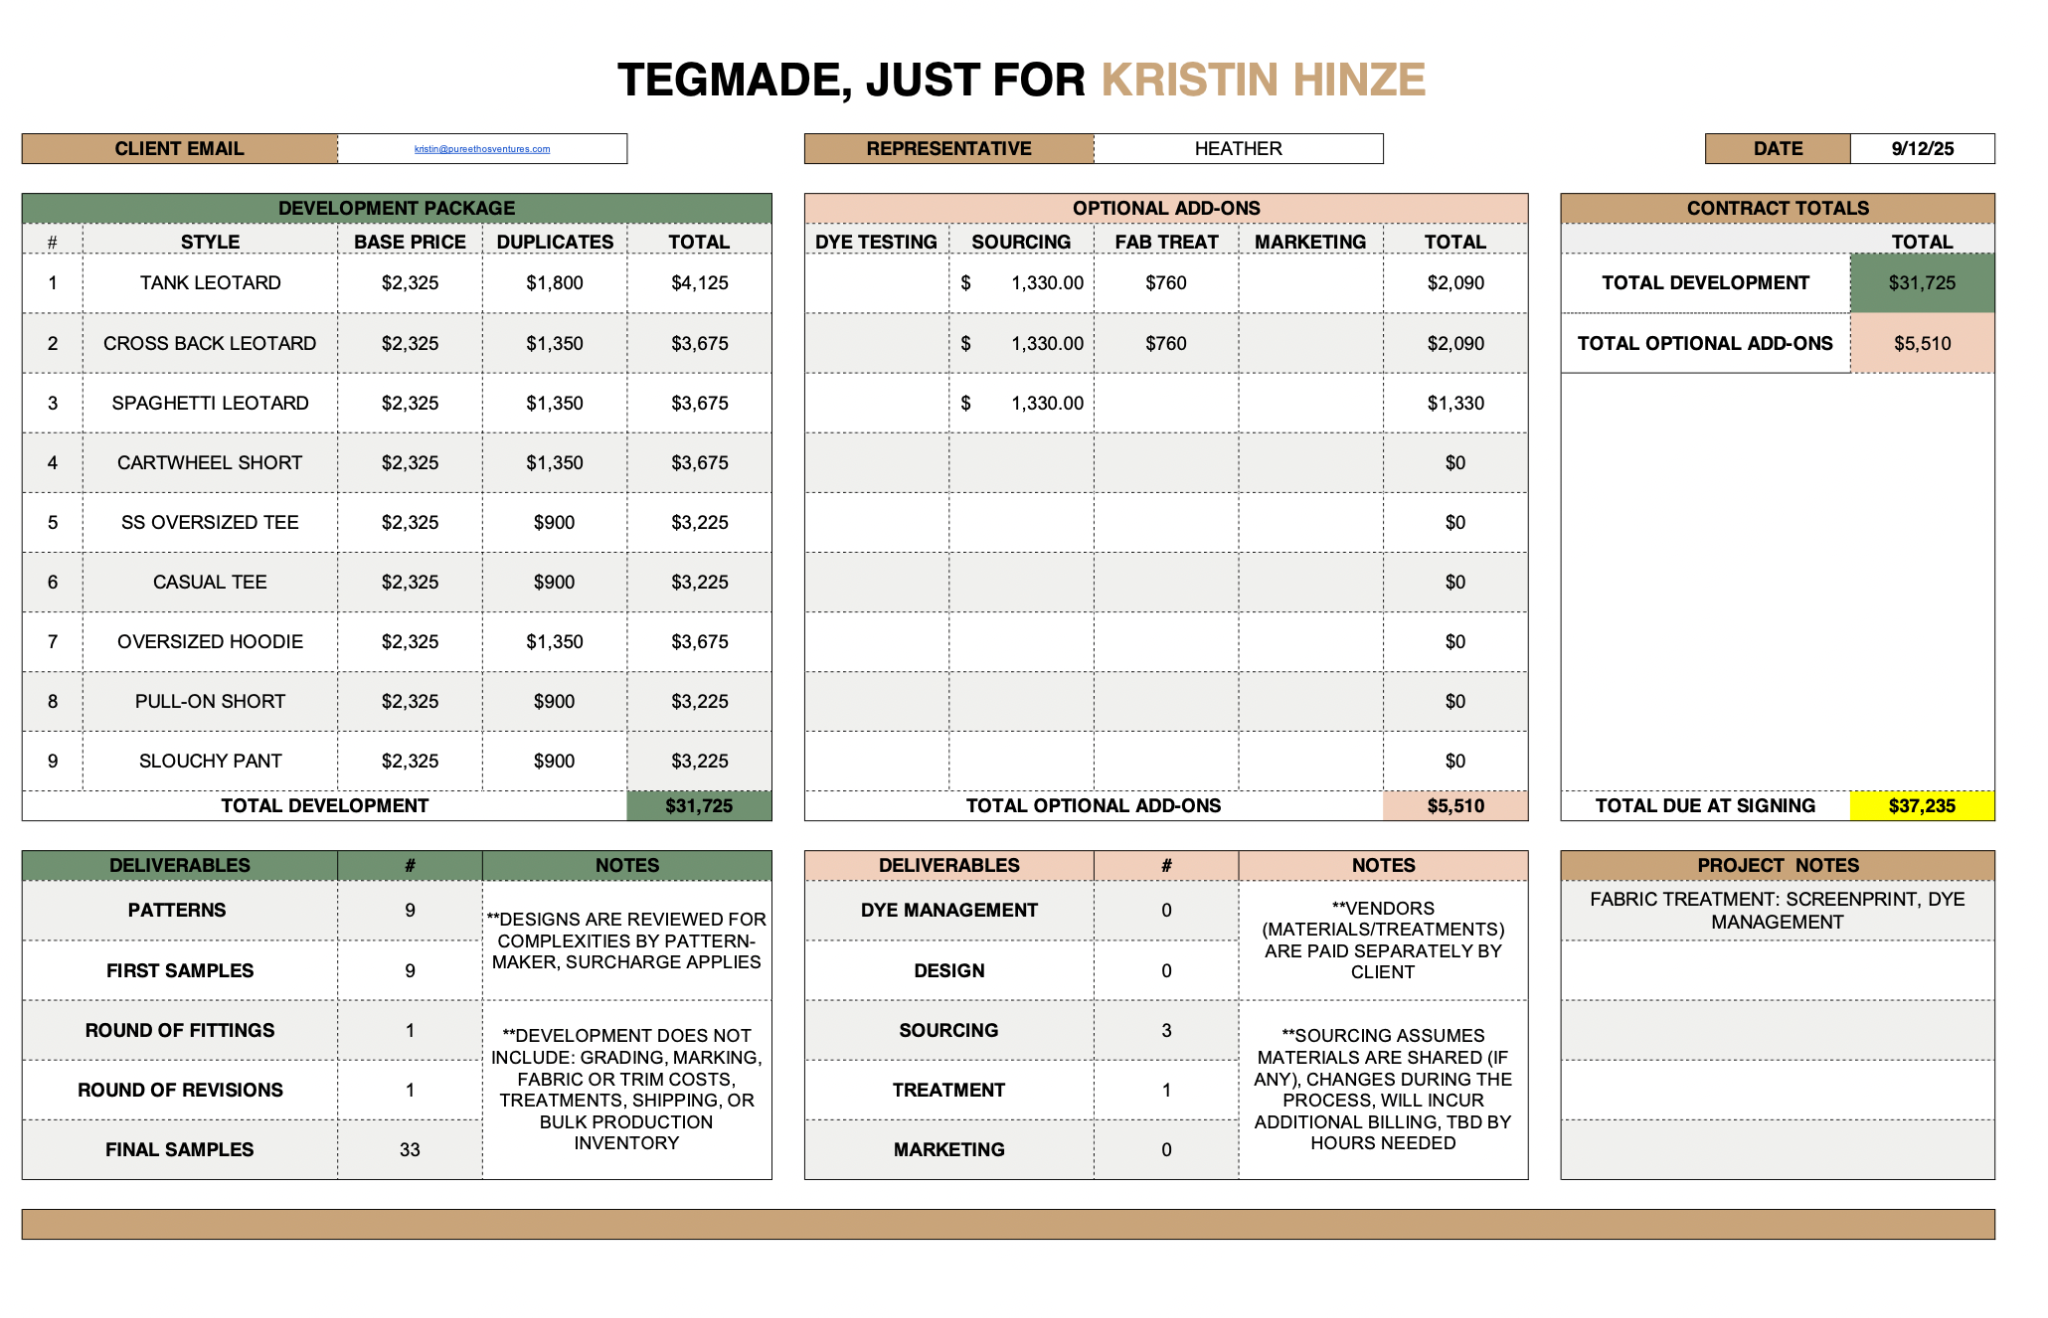 TEGMADE, JUST FOR KRISTIN HINZE
CLIENT EMAIL kristin@pureethosventures.com
REPRESENTATIVE HEATHER
DATE 9/12/25
DEVELOPMENT PACKAGE
# STYLE BASE PRICE DUPLICATES TOTAL
1 TANK LEOTARD $2,325 $1,800 $4,125
2 CROSS BACK LEOTARD $2,325 $1,350 $3,675
3 SPAGHETTI LEOTARD $2,325 $1,350 $3,675
4 CARTWHEEL SHORT $2,325 $1,350 $3,675
5 SS OVERSIZED TEE $2,325 $900 $3,225
6 CASUAL TEE $2,325 $900 $3,225
7 OVERSIZED HOODIE $2,325 $1,350 $3,675
8 PULL-ON SHORT $2,325 $900 $3,225
9 SLOUCHY PANT $2,325 $900 $3,225
TOTAL DEVELOPMENT $31,725
OPTIONAL ADD-ONS
DYE TESTING SOURCING FAB TREAT MARKETING TOTAL
$ 1,330.00 $760 $2,090
$ 1,330.00 $760 $2,090
$ 1,330.00 $1,330
$0
$0
$0
$0
$0
$0
TOTAL OPTIONAL ADD-ONS $5,510
CONTRACT TOTALS
TOTAL
TOTAL DEVELOPMENT $31,725
TOTAL OPTIONAL ADD-ONS $5,510
TOTAL DUE AT SIGNING $37,235
DELIVERABLES # NOTES
PATTERNS 9
FIRST SAMPLES 9
ROUND OF FITTINGS 1
ROUND OF REVISIONS 1
FINAL SAMPLES 33
**DESIGNS ARE REVIEWED FOR
COMPLEXITIES BY PATTERN-
MAKER, SURCHARGE APPLIES
**DEVELOPMENT DOES NOT
INCLUDE: GRADING, MARKING,
FABRIC OR TRIM COSTS,
TREATMENTS, SHIPPING, OR
BULK PRODUCTION
INVENTORY
DELIVERABLES # NOTES
DYE MANAGEMENT 0
DESIGN 0
SOURCING 3
TREATMENT 1
MARKETING 0
**VENDORS
(MATERIALS/TREATMENTS)
ARE PAID SEPARATELY BY
CLIENT
**SOURCING ASSUMES
MATERIALS ARE SHARED (IF
ANY), CHANGES DURING THE
PROCESS, WILL INCUR
ADDITIONAL BILLING, TBD BY
HOURS NEEDED
PROJECT NOTES
FABRIC TREATMENT: SCREENPRINT, DYE
MANAGEMENT